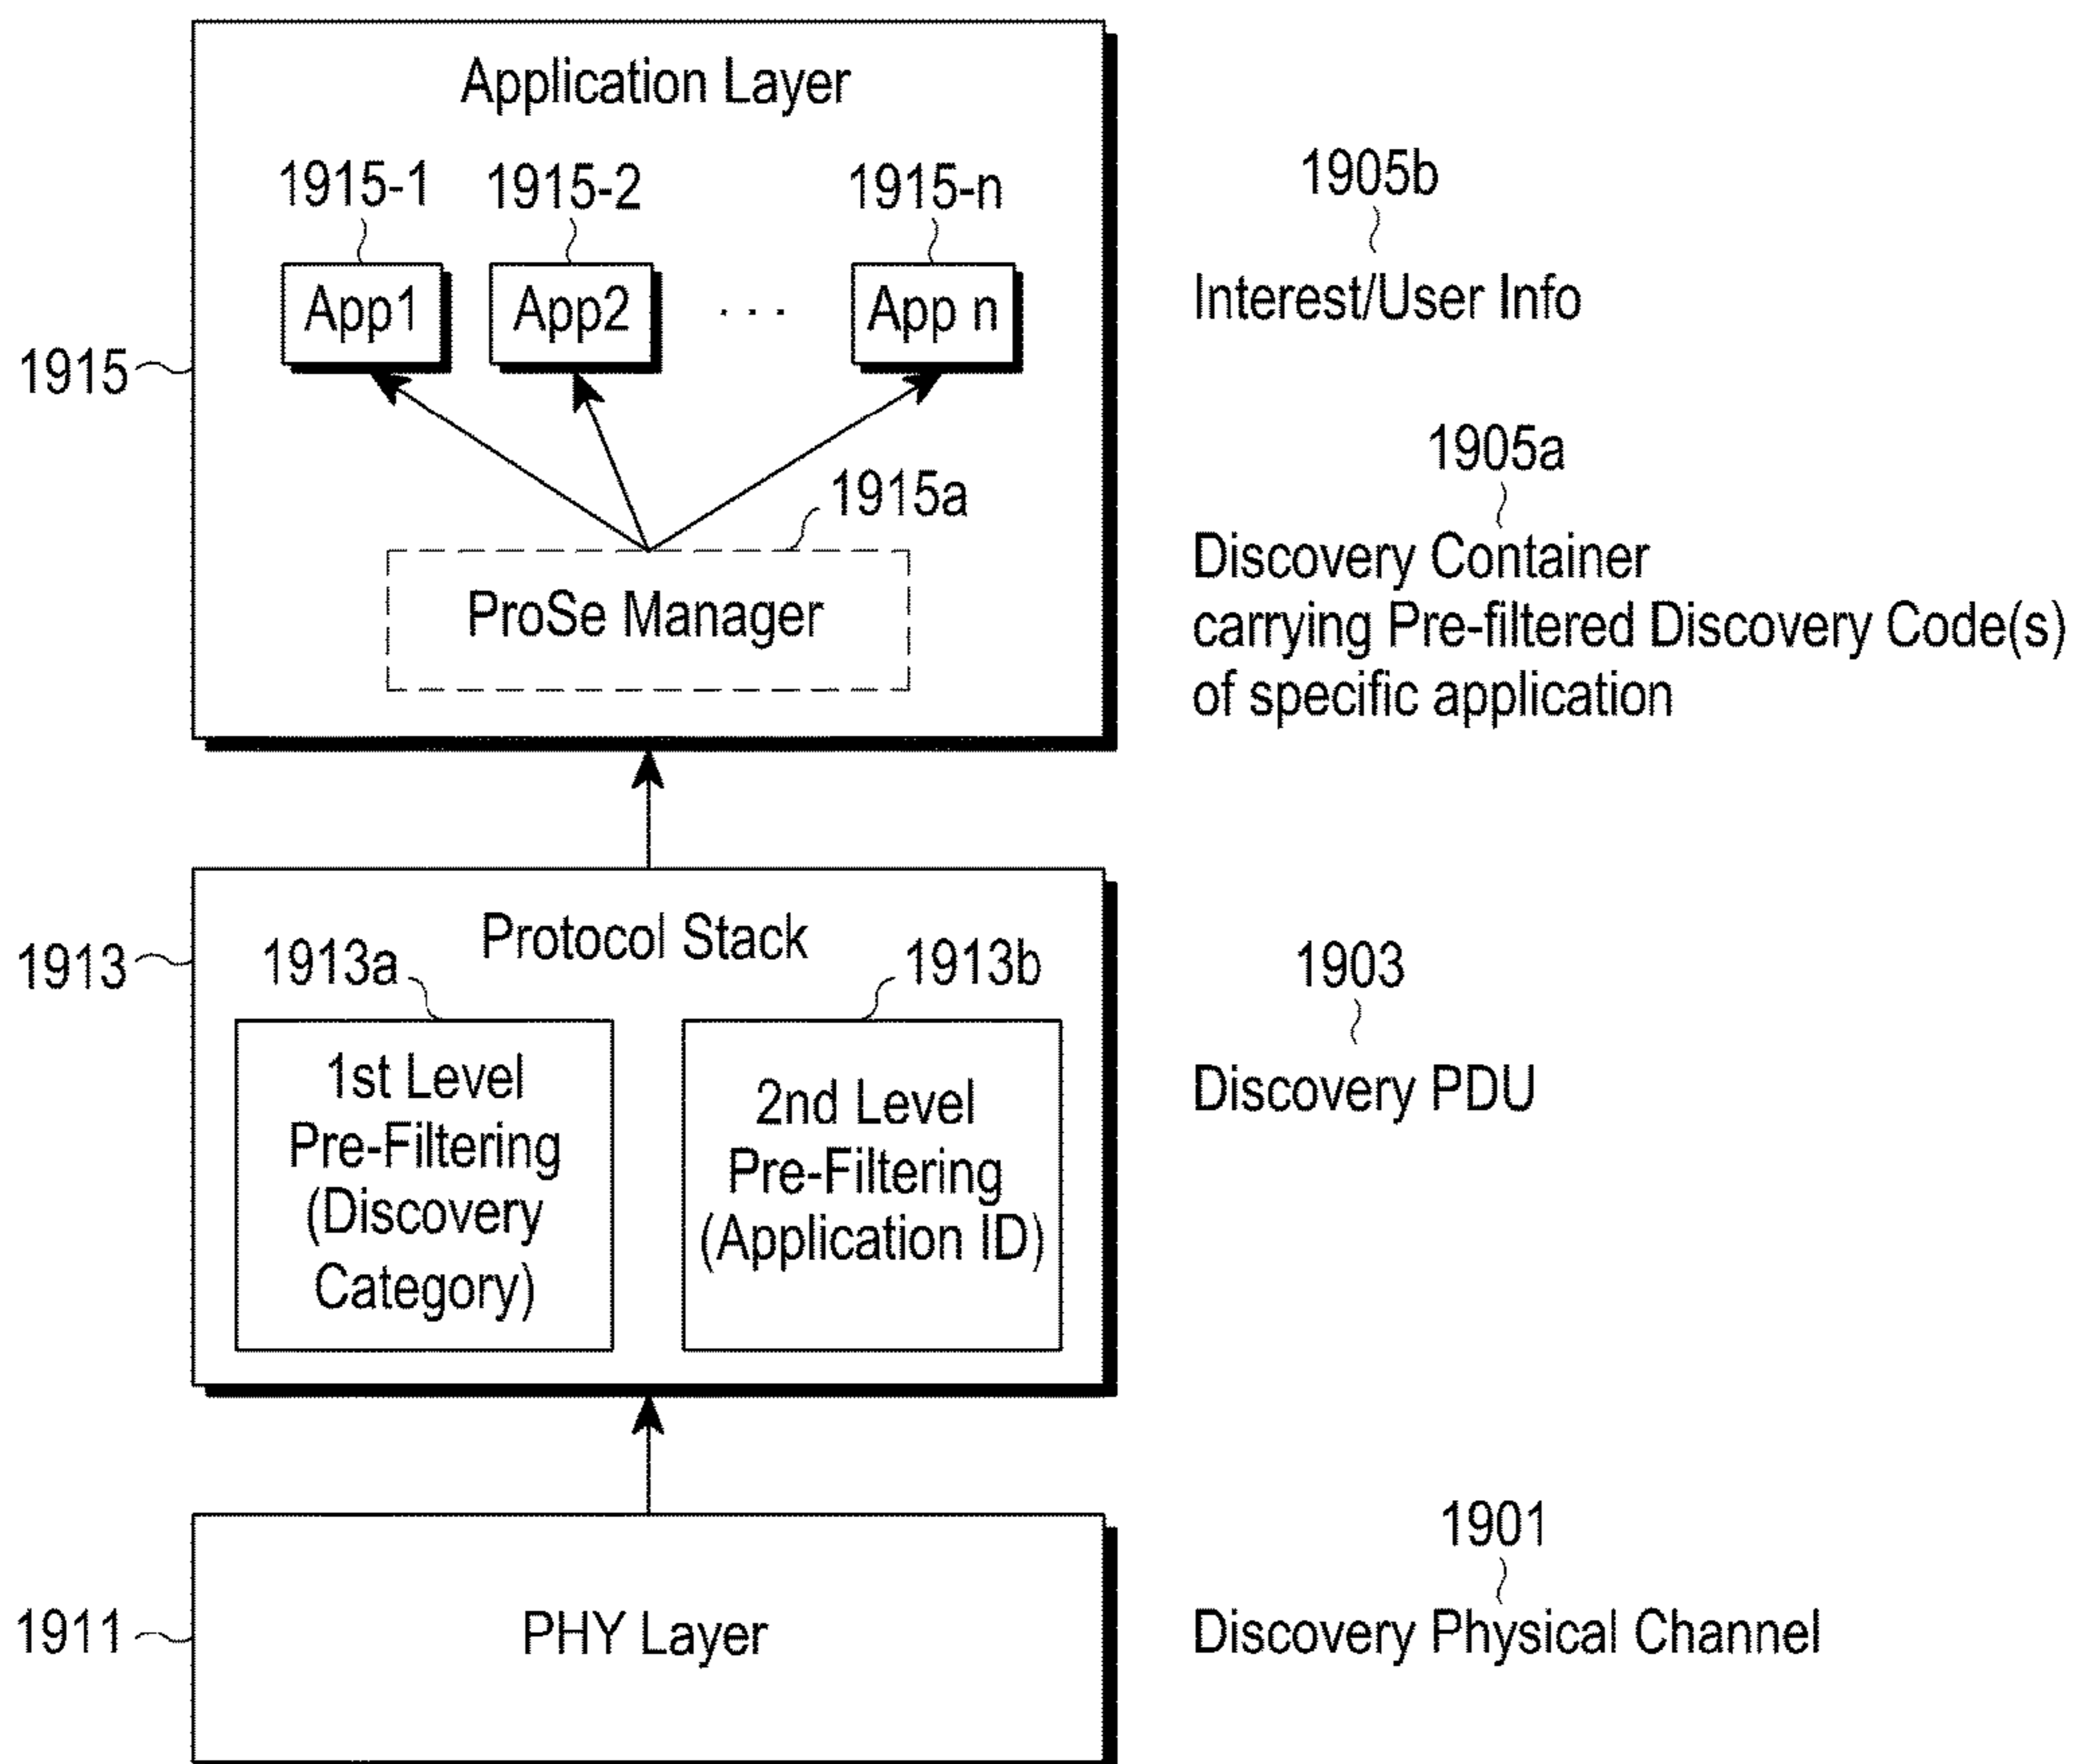 Application Layer
1915-1 1915-2 1915-n
1905b
App1 App2 . . . App n
Interest/User Info
1915
1905a
1915a
Discovery Container
ProSe Manager
carrying Pre-filtered Discovery Code(s)
of specific application
Protocol Stack
1913
1913a
1913b
1903
1st Level
Pre-Filtering
(Discovery
Category)
2nd Level
Pre-Filtering
(Application ID)
Discovery PDU
1901
1911
PHY Layer
Discovery Physical Channel